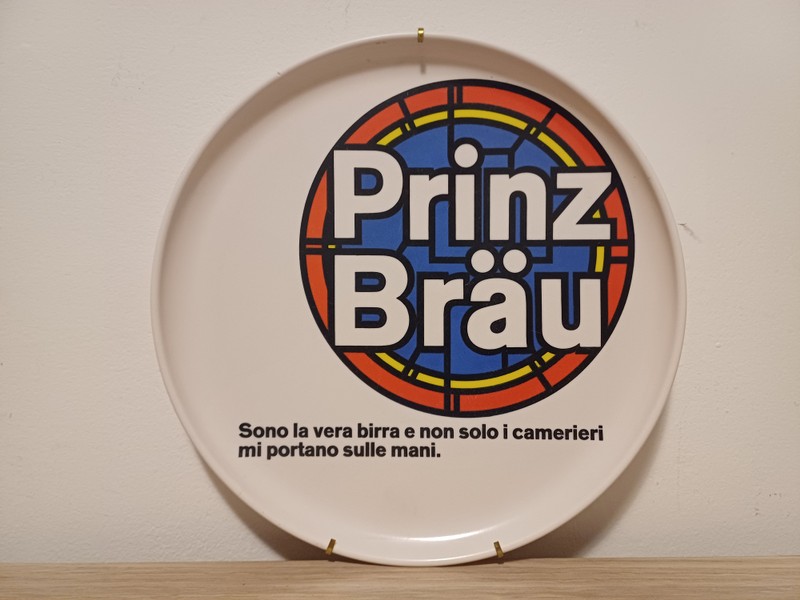 Prinz
Bräu
Sono la vera birra e non solo i camerieri
mi portano sulle mani.